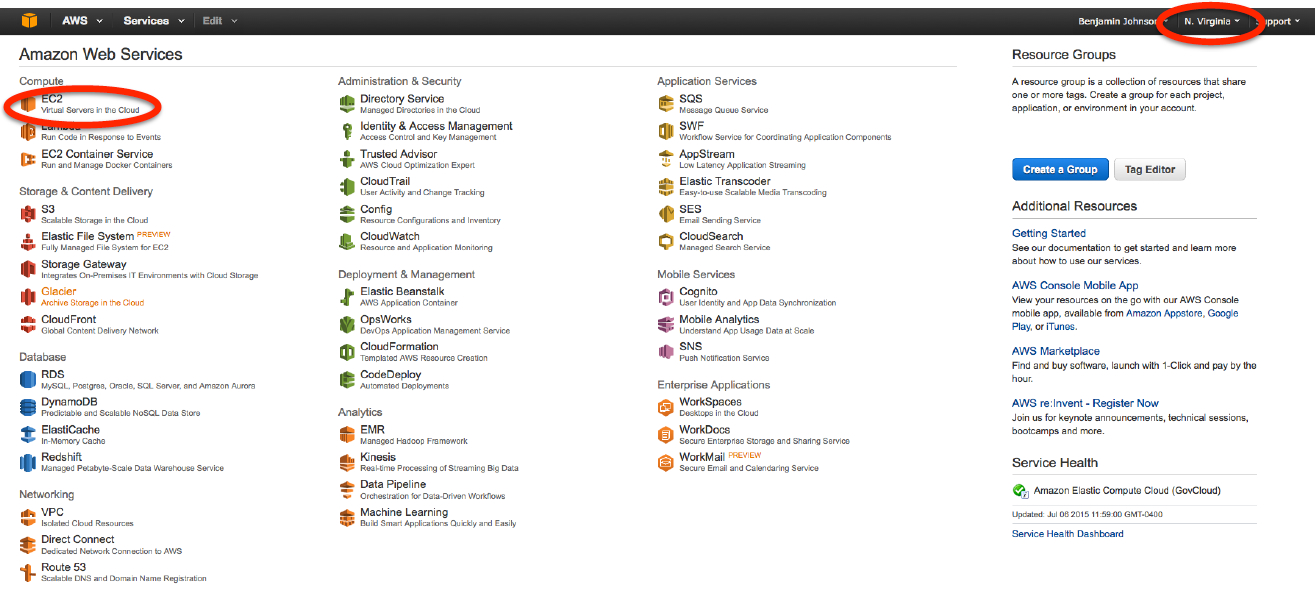 AWS Services Edit Benjamin Johnson N. Virginia Support
Amazon Web Services
Compute
EC2
Virtual Servers in the Cloud
Lambda
Run Code in Response to Events
EC2 Container Service
Run and Manage Docker Containers
Storage & Content Delivery
S3
Scalable Storage in the Cloud
Elastic File System PREVIEW
Fully Managed File System for EC2
Storage Gateway
Integrates On-Premises IT Environments with Cloud Storage
Glacier
Archive Storage in the Cloud
CloudFront
Global Content Delivery Network
Database
RDS
MySQL, Postgres, Oracle, SQL Server, and Amazon Aurora
DynamoDB
Predictable and Scalable NoSQL Data Store
ElastiCache
In-Memory Cache
Redshift
Managed Petabyte-Scale Data Warehouse Service
Networking
VPC
Isolated Cloud Resources
Direct Connect
Dedicated Network Connection to AWS
Route 53
Scalable DNS and Domain Name Registration
Administration & Security
Directory Service
Managed Directories in the Cloud
Identity & Access Management
Access Control and Key Management
Trusted Advisor
AWS Cloud Optimization Expert
CloudTrail
User Activity and Change Tracking
Config
Resource Configurations and Inventory
CloudWatch
Resource and Application Monitoring
Deployment & Management
Elastic Beanstalk
AWS Application Container
OpsWorks
DevOps Application Management Service
CloudFormation
Templated AWS Resource Creation
CodeDeploy
Automated Deployments
Analytics
EMR
Managed Hadoop Framework
Kinesis
Real-time Processing of Streaming Big Data
Data Pipeline
Orchestration for Data-Driven Workflows
Machine Learning
Build Smart Applications Quickly and Easily
Application Services
SQS
Message Queue Service
SWF
Workflow Service for Coordinating Application Components
AppStream
Low Latency Application Streaming
Elastic Transcoder
Easy-to-use Scalable Media Transcoding
SES
Email Sending Service
CloudSearch
Managed Search Service
Mobile Services
Cognito
User Identity and App Data Synchronization
Mobile Analytics
Understand App Usage Data at Scale
SNS
Push Notification Service
Enterprise Applications
WorkSpaces
Desktops in the Cloud
WorkDocs
Secure Enterprise Storage and Sharing Service
WorkMail PREVIEW
Secure Email and Calendaring Service
Resource Groups
A resource group is a collection of resources that share
one or more tags. Create a group for each project,
application, or environment in your account.
Create a Group Tag Editor
Additional Resources
Getting Started
See our documentation to get started and learn more
about how to use our services.
AWS Console Mobile App
View your resources on the go with our AWS Console
mobile app, available from Amazon Appstore, Google
Play, or iTunes.
AWS Marketplace
Find and buy software, launch with 1-Click and pay by the
hour.
AWS re:Invent - Register Now
Join us for keynote announcements, technical sessions,
bootcamps and more.
Service Health
Amazon Elastic Compute Cloud (GovCloud)
Updated: Jul 06 2015 11:59:00 GMT-0400
Service Health Dashboard